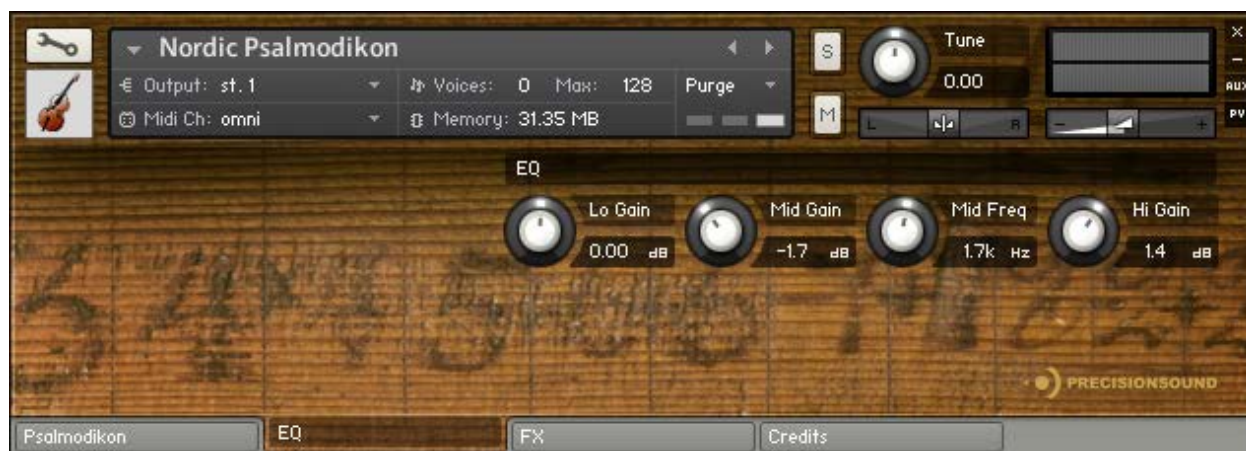 Nordic Psalmodikon
S
Tune
0.00
Output: st. 1
Voices: 0 Max: 128
Purge
Midi Ch: omni
Memory: 31.35 MB
M
L
R
-
+
×
-
AUX
PV
EQ
Lo Gain
0.00 dB
Mid Gain
-1.7 dB
Mid Freq
1.7k Hz
Hi Gain
1.4 dB
PRECISIONSOUND
Psalmodikon
EQ
FX
Credits